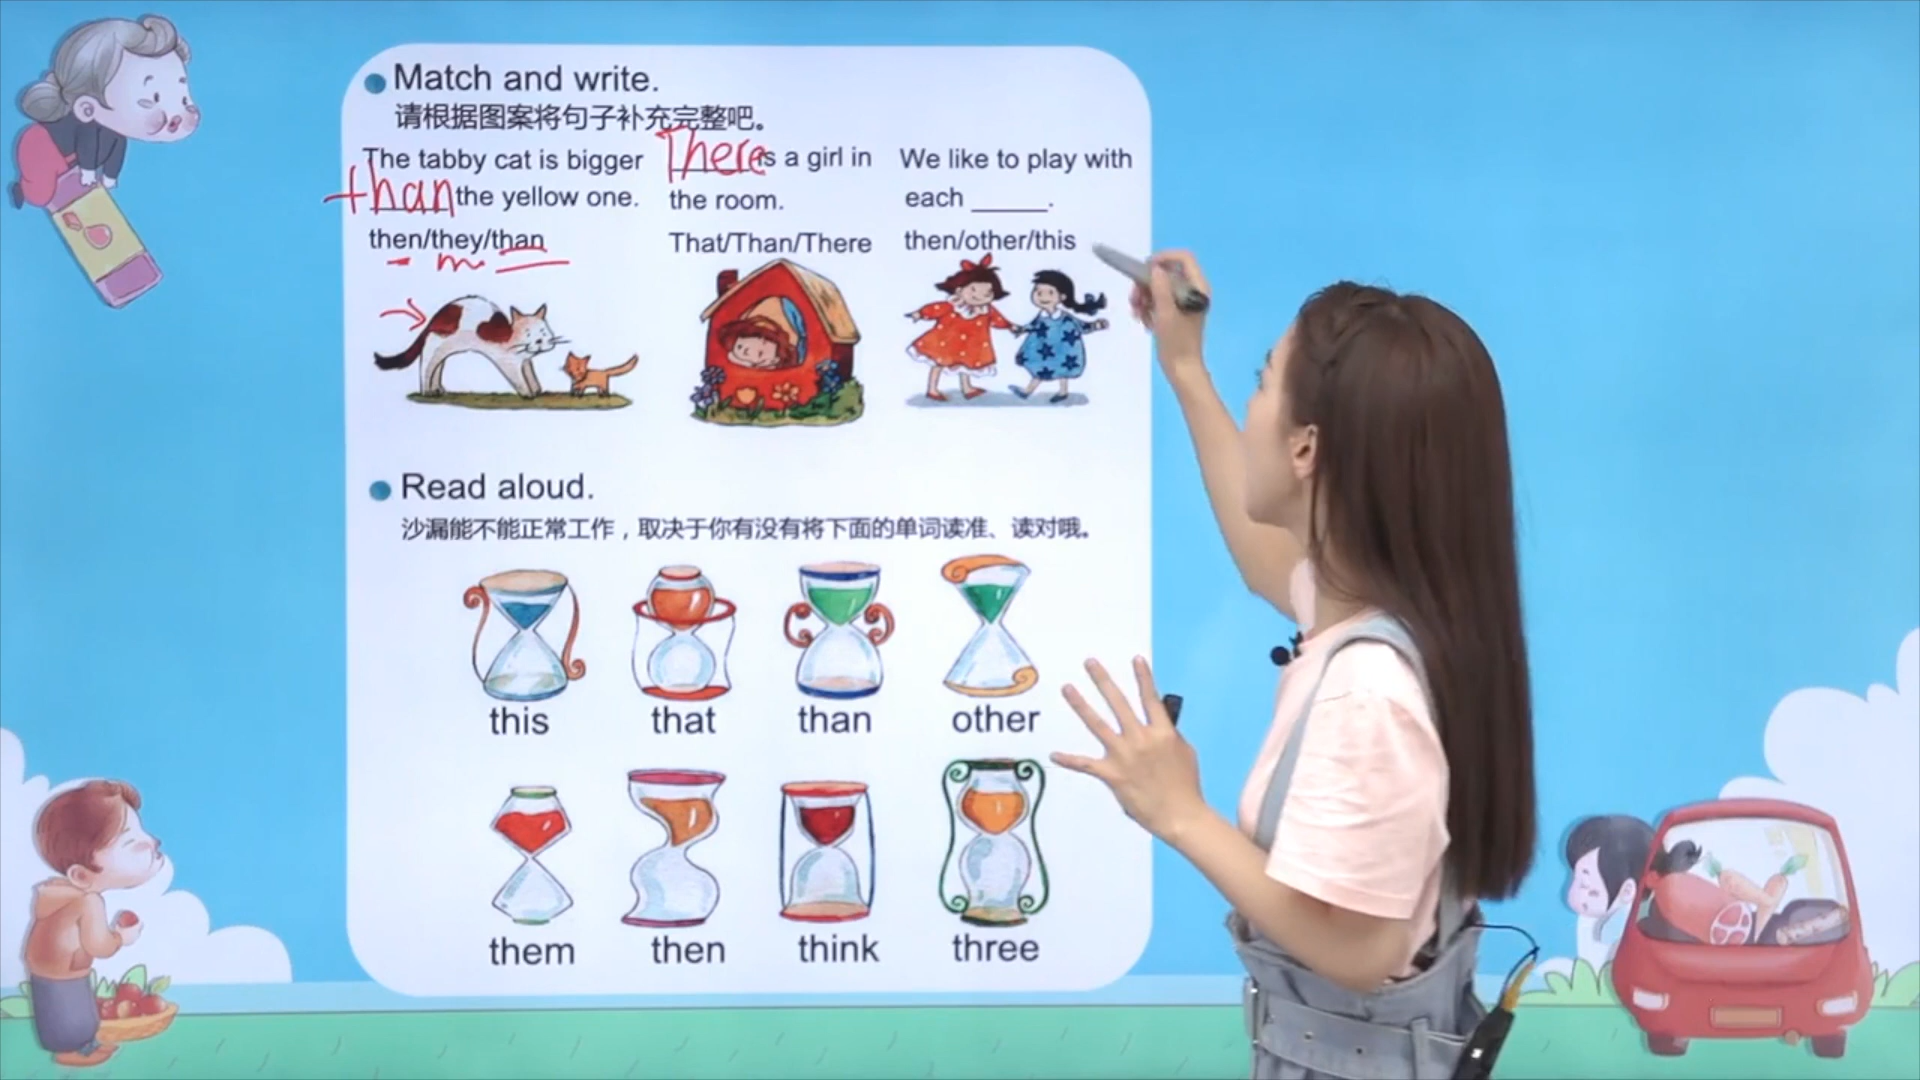 Match and write.
请根据图案将句子补充完整吧。
The tabby cat is bigger
than the yellow one.
then/they/than
There is a girl in
the room.
That/Than/There
We like to play with
each _____.
then/other/this
Read aloud.
沙漏能不能正常工作，取决于你有没有将下面的单词读准、读对哦。
this that than other
them then think three